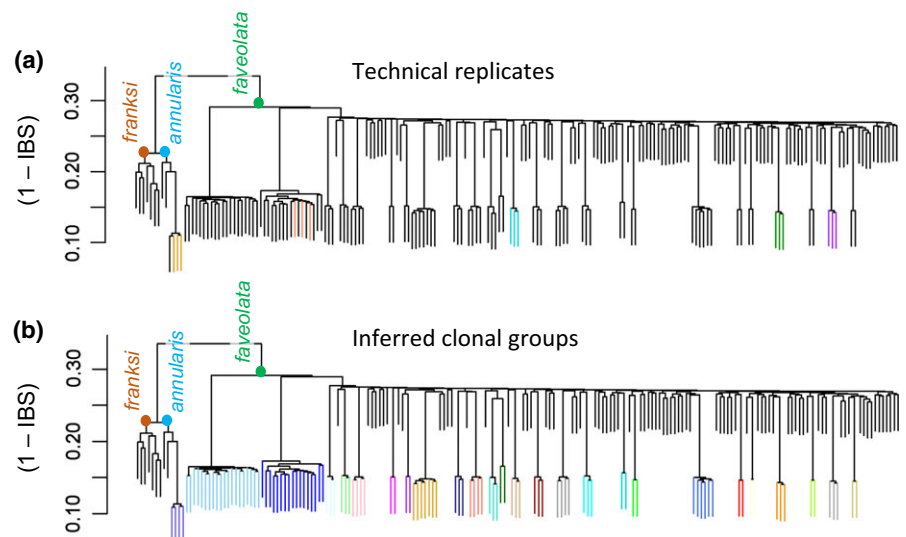 (a)
Technical replicates
franksi
annularis
faveolata
(1 − IBS)
0.30
0.20
0.10
(b)
Inferred clonal groups
franksi
annularis
faveolata
(1 − IBS)
0.30
0.20
0.10